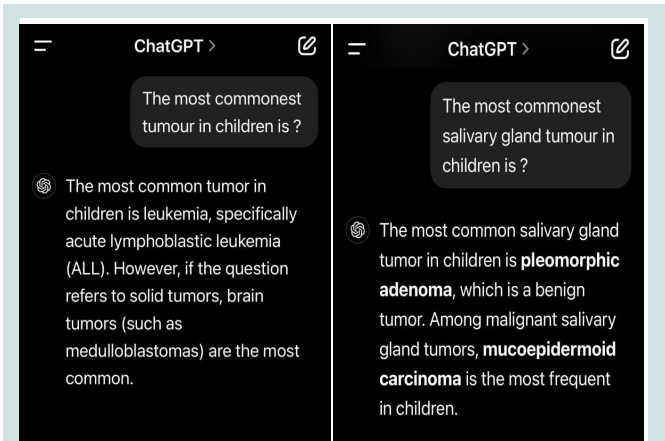 ChatGPT >
The most commonest
tumour in children is ?
The most common tumor in
children is leukemia, specifically
acute lymphoblastic leukemia
(ALL). However, if the question
refers to solid tumors, brain
tumors (such as
medulloblastomas) are the most
common.
ChatGPT >
The most commonest
salivary gland tumour in
children is ?
The most common salivary gland
tumor in children is pleomorphic
adenoma, which is a benign
tumor. Among malignant salivary
gland tumors, mucoepidermoid
carcinoma is the most frequent
in children.